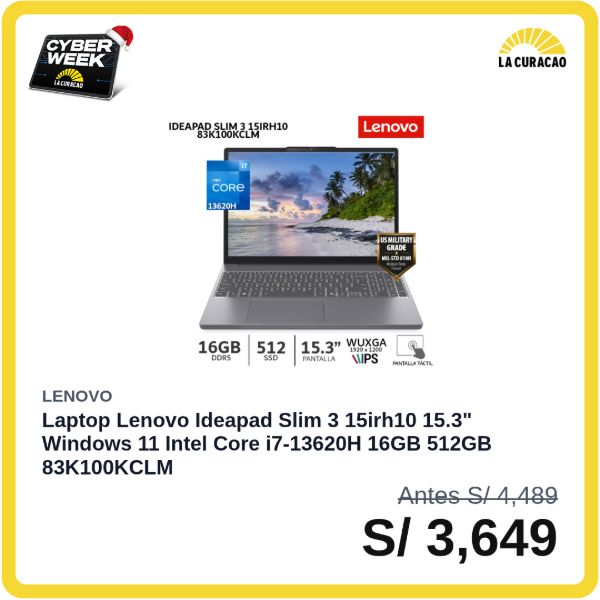 CYBER
WEEK
LA CURACAO
LA CURACAO
IDEAPAD SLIM 3 15IRH10
83K100KCLM
Lenovo
i7
intel
CORE
13620H
US MILITARY
GRADE
MIL-STD 810H
16GB
DDR5
512
SSD
15.3”
PANTALLA
WUXGA
1920 x 1200
IPS
PANTALLA TÁCTIL
LENOVO
Laptop Lenovo Ideapad Slim 3 15irh10 15.3"
Windows 11 Intel Core i7-13620H 16GB 512GB
83K100KCLM
Antes S/ 4,489
S/ 3,649